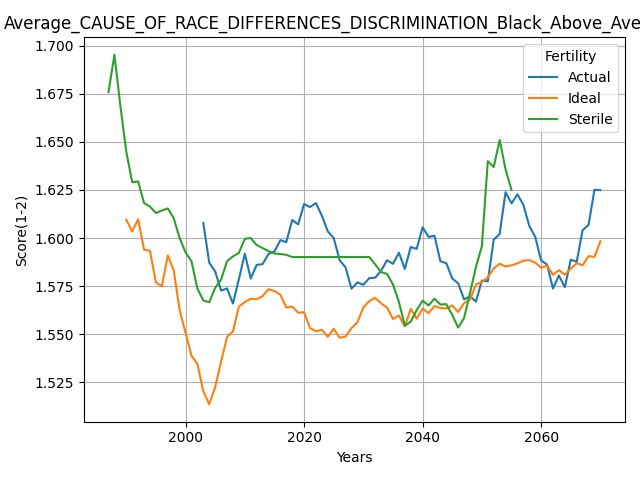 Average_CAUSE_OF_RACE_DIFFERENCES_DISCRIMINATION_Black_Above_Ave
Fertility
Actual
Ideal
Sterile
Score(1-2)
1.700
1.675
1.650
1.625
1.600
1.575
1.550
1.525
2000 2020 2040 2060
Years